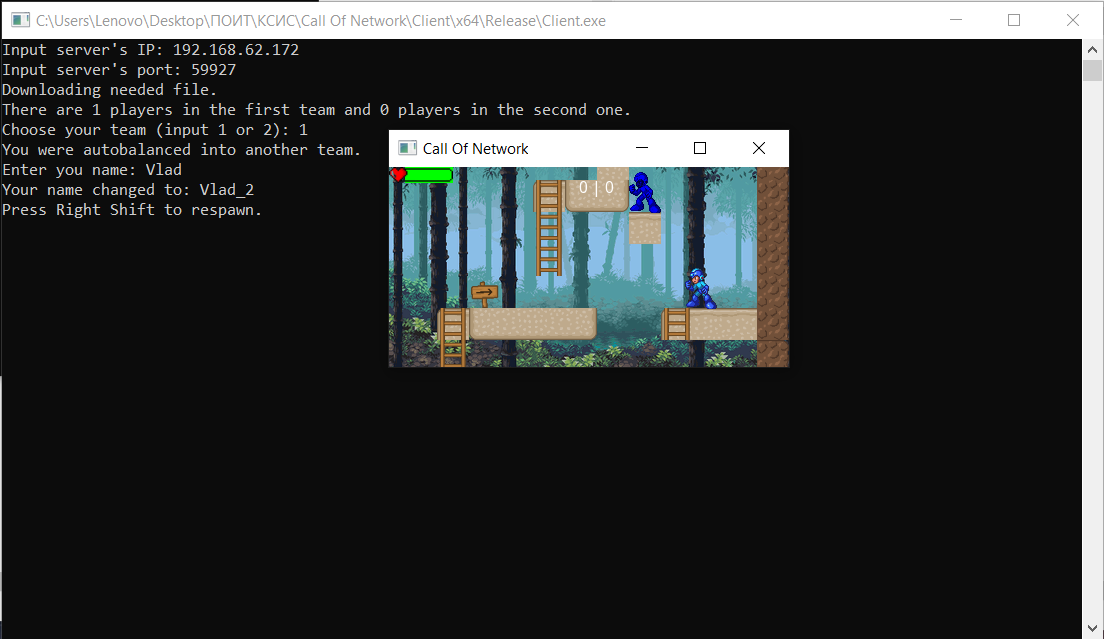 C:\Users\Lenovo\Desktop\ПОИТ\КСИС\Call Of Network\Client\x64\Release\Client.exe
Input server's IP: 192.168.62.172
Input server's port: 59927
Downloading needed file.
There are 1 players in the first team and 0 players in the second one.
Choose your team (input 1 or 2): 1
You were autobalanced into another team.
Enter you name: Vlad
Your name changed to: Vlad_2
Press Right Shift to respawn.
Call Of Network
0 | 0